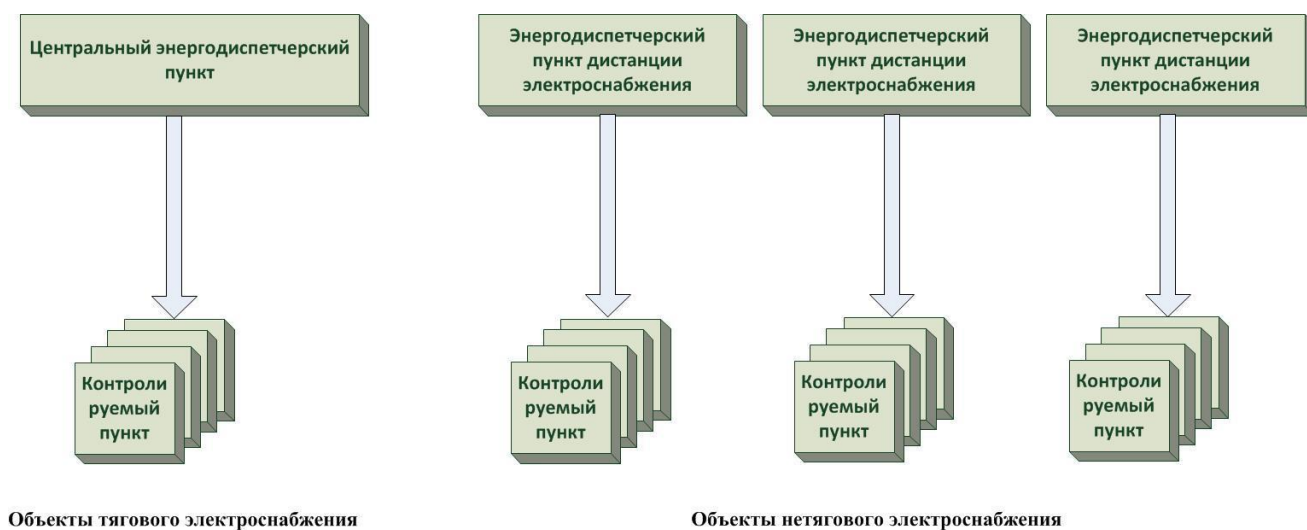 Центральный энергодиспетчерский
пункт
Энергодиспетчерский
пункт дистанции
электроснабжения
Энергодиспетчерский
пункт дистанции
электроснабжения
Энергодиспетчерский
пункт дистанции
электроснабжения
Контроли
руемый
пункт
Контроли
руемый
пункт
Контроли
руемый
пункт
Контроли
руемый
пункт
Объекты тягового электроснабжения
Объекты нетягового электроснабжения